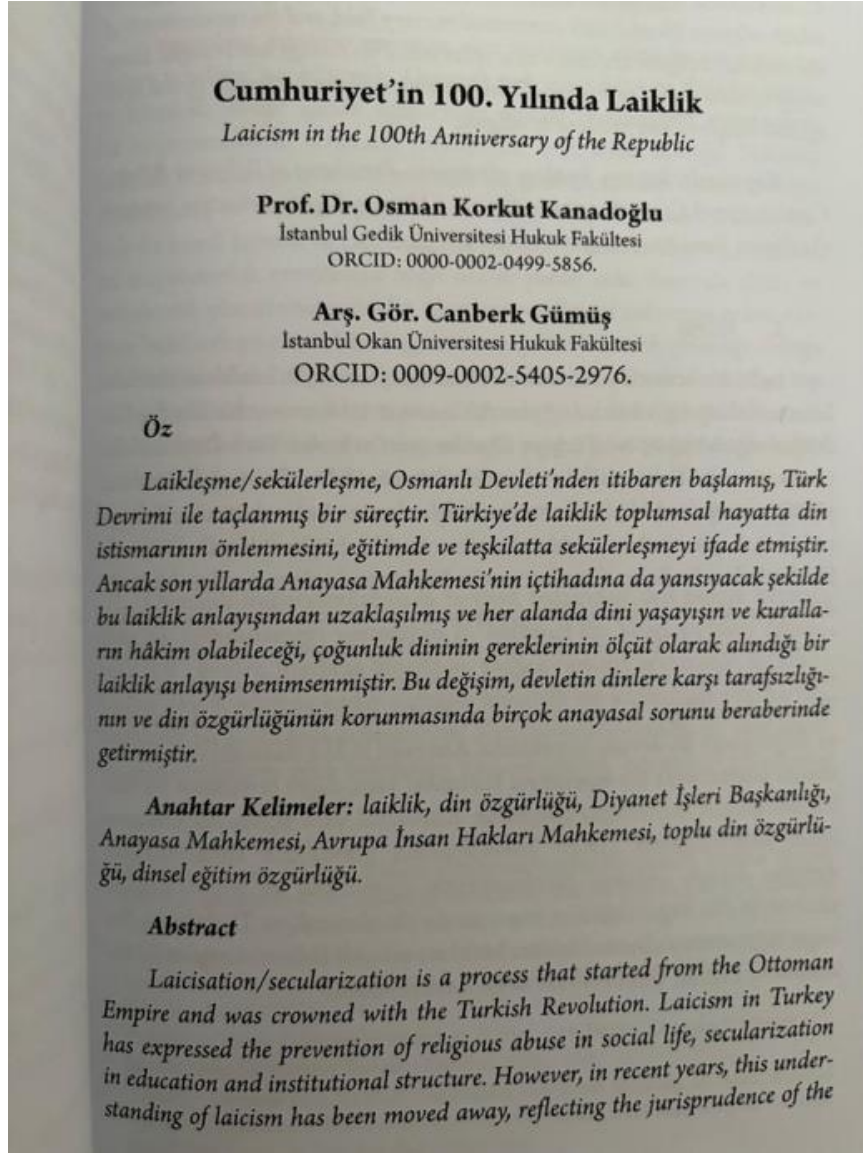 Cumhuriyet’in 100. Yılında Laiklik
Laicism in the 100th Anniversary of the Republic
Prof. Dr. Osman Korkut Kanadoğlu
İstanbul Gedik Üniversitesi Hukuk Fakültesi
ORCID: 0000-0002-0499-5856.
Arş. Gör. Canberk Gümüş
İstanbul Okan Üniversitesi Hukuk Fakültesi
ORCID: 0009-0002-5405-2976.
Öz
Laikleşme/sekülerleşme, Osmanlı Devleti’nden itibaren başlamış, Türk
Devrimi ile taçlanmış bir süreçtir. Türkiye’de laiklik toplumsal hayatta din
istismarının önlenmesini, eğitimde ve teşkilatta sekülerleşmeyi ifade etmiştir.
Ancak son yıllarda Anayasa Mahkemesi’nin içtihadına da yansıyacak şekilde
bu laiklik anlayışından uzaklaşılmış ve her alanda dini yaşayışın ve kuralla-
rın hâkim olabileceği, çoğunluk dininin gereklerinin ölçüt olarak alındığı bir
laiklik anlayışı benimsenmiştir. Bu değişim, devletin dinlere karşı tarafsızlığı-
nın ve din özgürlüğünün korunmasında birçok anayasal sorunu beraberinde
getirmiştir.
Anahtar Kelimeler: laiklik, din özgürlüğü, Diyanet İşleri Başkanlığı,
Anayasa Mahkemesi, Avrupa İnsan Hakları Mahkemesi, toplu din özgürlü-
ğü, dinsel eğitim özgürlüğü.
Abstract
Laicisation/secularization is a process that started from the Ottoman
Empire and was crowned with the Turkish Revolution. Laicism in Turkey
has expressed the prevention of religious abuse in social life, secularization
in education and institutional structure. However, in recent years, this under-
standing of laicism has been moved away, reflecting the jurisprudence of the